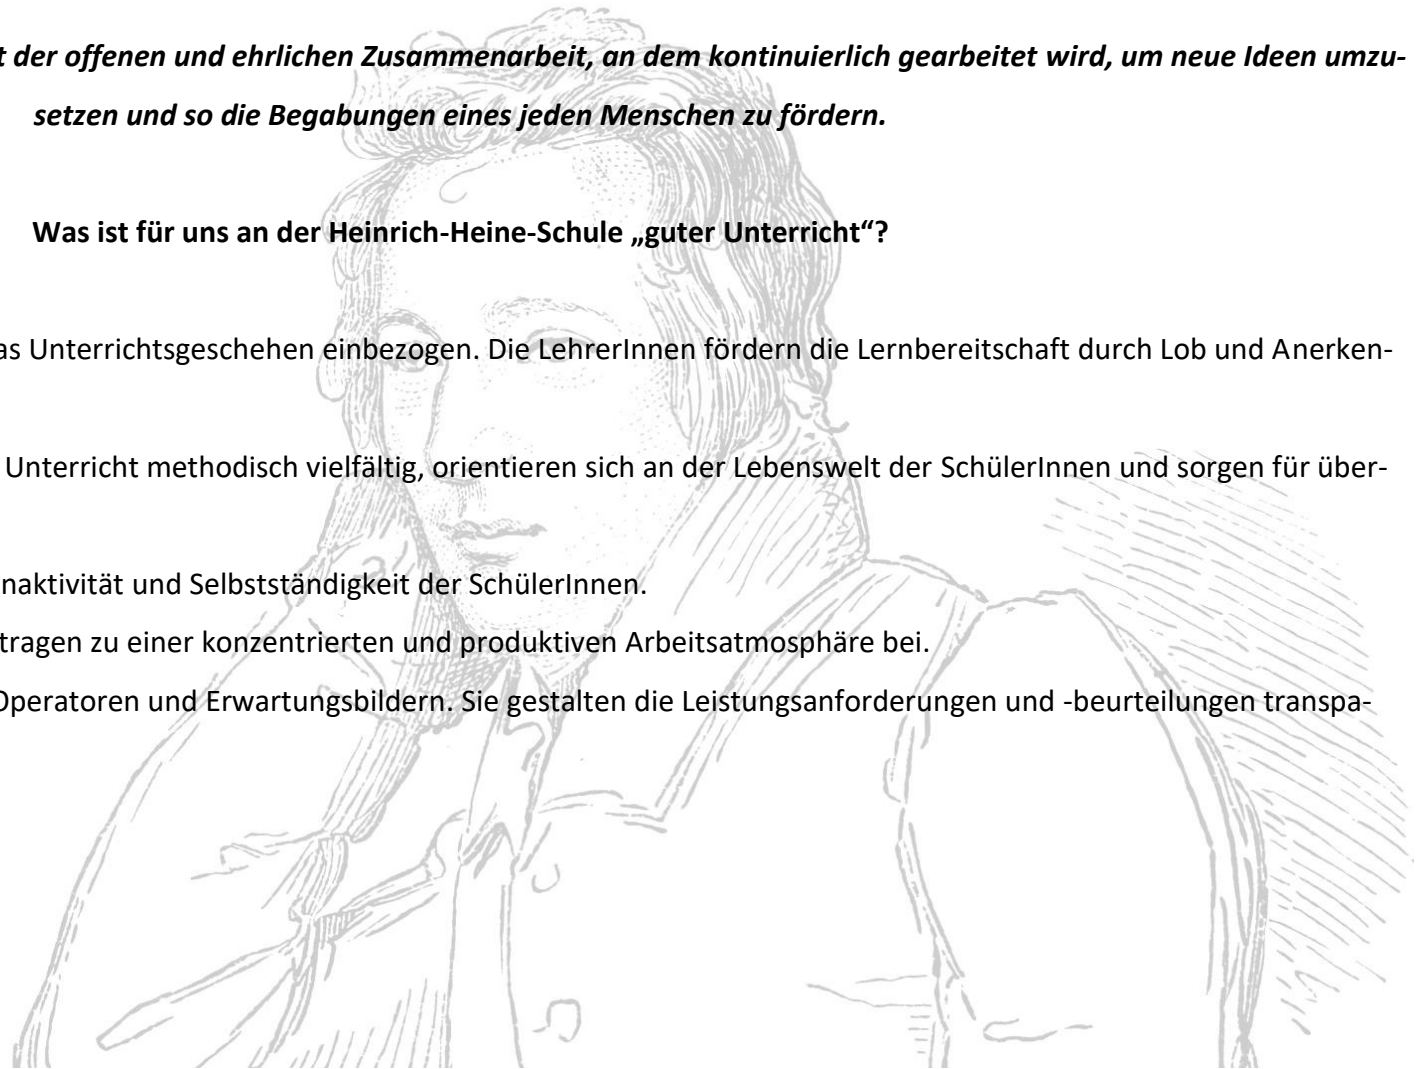 t der offenen und ehrlichen Zusammenarbeit, an dem kontinuierlich gearbeitet wird, um neue Ideen umzu-
setzen und so die Begabungen eines jeden Menschen zu fördern.
Was ist für uns an der Heinrich-Heine-Schule „guter Unterricht“?
as Unterrichtsgeschehen einbezogen. Die LehrerInnen fördern die Lernbereitschaft durch Lob und Anerken-
Unterricht methodisch vielfältig, orientieren sich an der Lebenswelt der SchülerInnen und sorgen für über-
naktivität und Selbstständigkeit der SchülerInnen.
tragen zu einer konzentrierten und produktiven Arbeitsatmosphäre bei.
Operatoren und Erwartungsbildern. Sie gestalten die Leistungsanforderungen und -beurteilungen transpa-